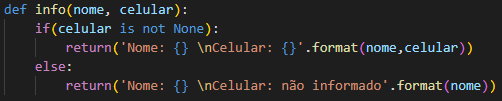 def info(nome, celular):
    if(celular is not None):
        return('Nome: {} \nCelular: {}'.format(nome,celular))
    else:
        return('Nome: {} \nCelular: não informado'.format(nome))